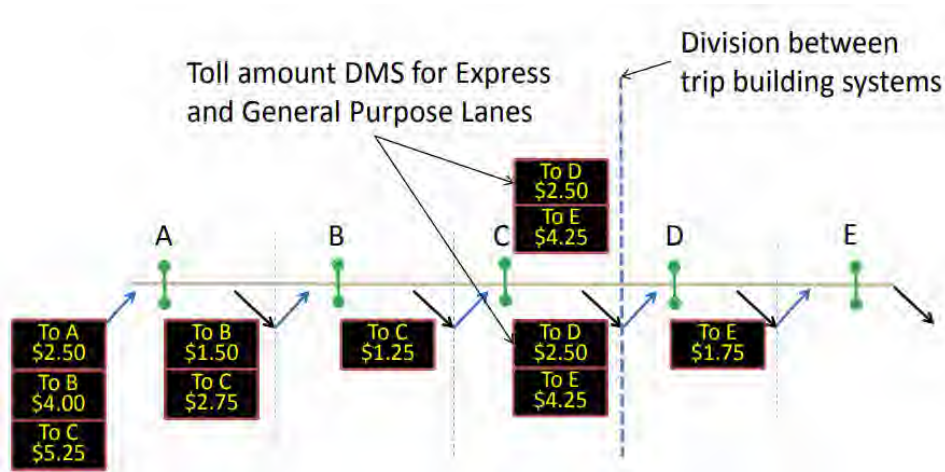 Division between
trip building systems
Toll amount DMS for Express
and General Purpose Lanes
To D
$2.50
To E
$4.25
A
B
C
D
E
To A
$2.50
To B
$4.00
To C
$5.25
To B
$1.50
To C
$2.75
To C
$1.25
To D
$2.50
To E
$4.25
To E
$1.75